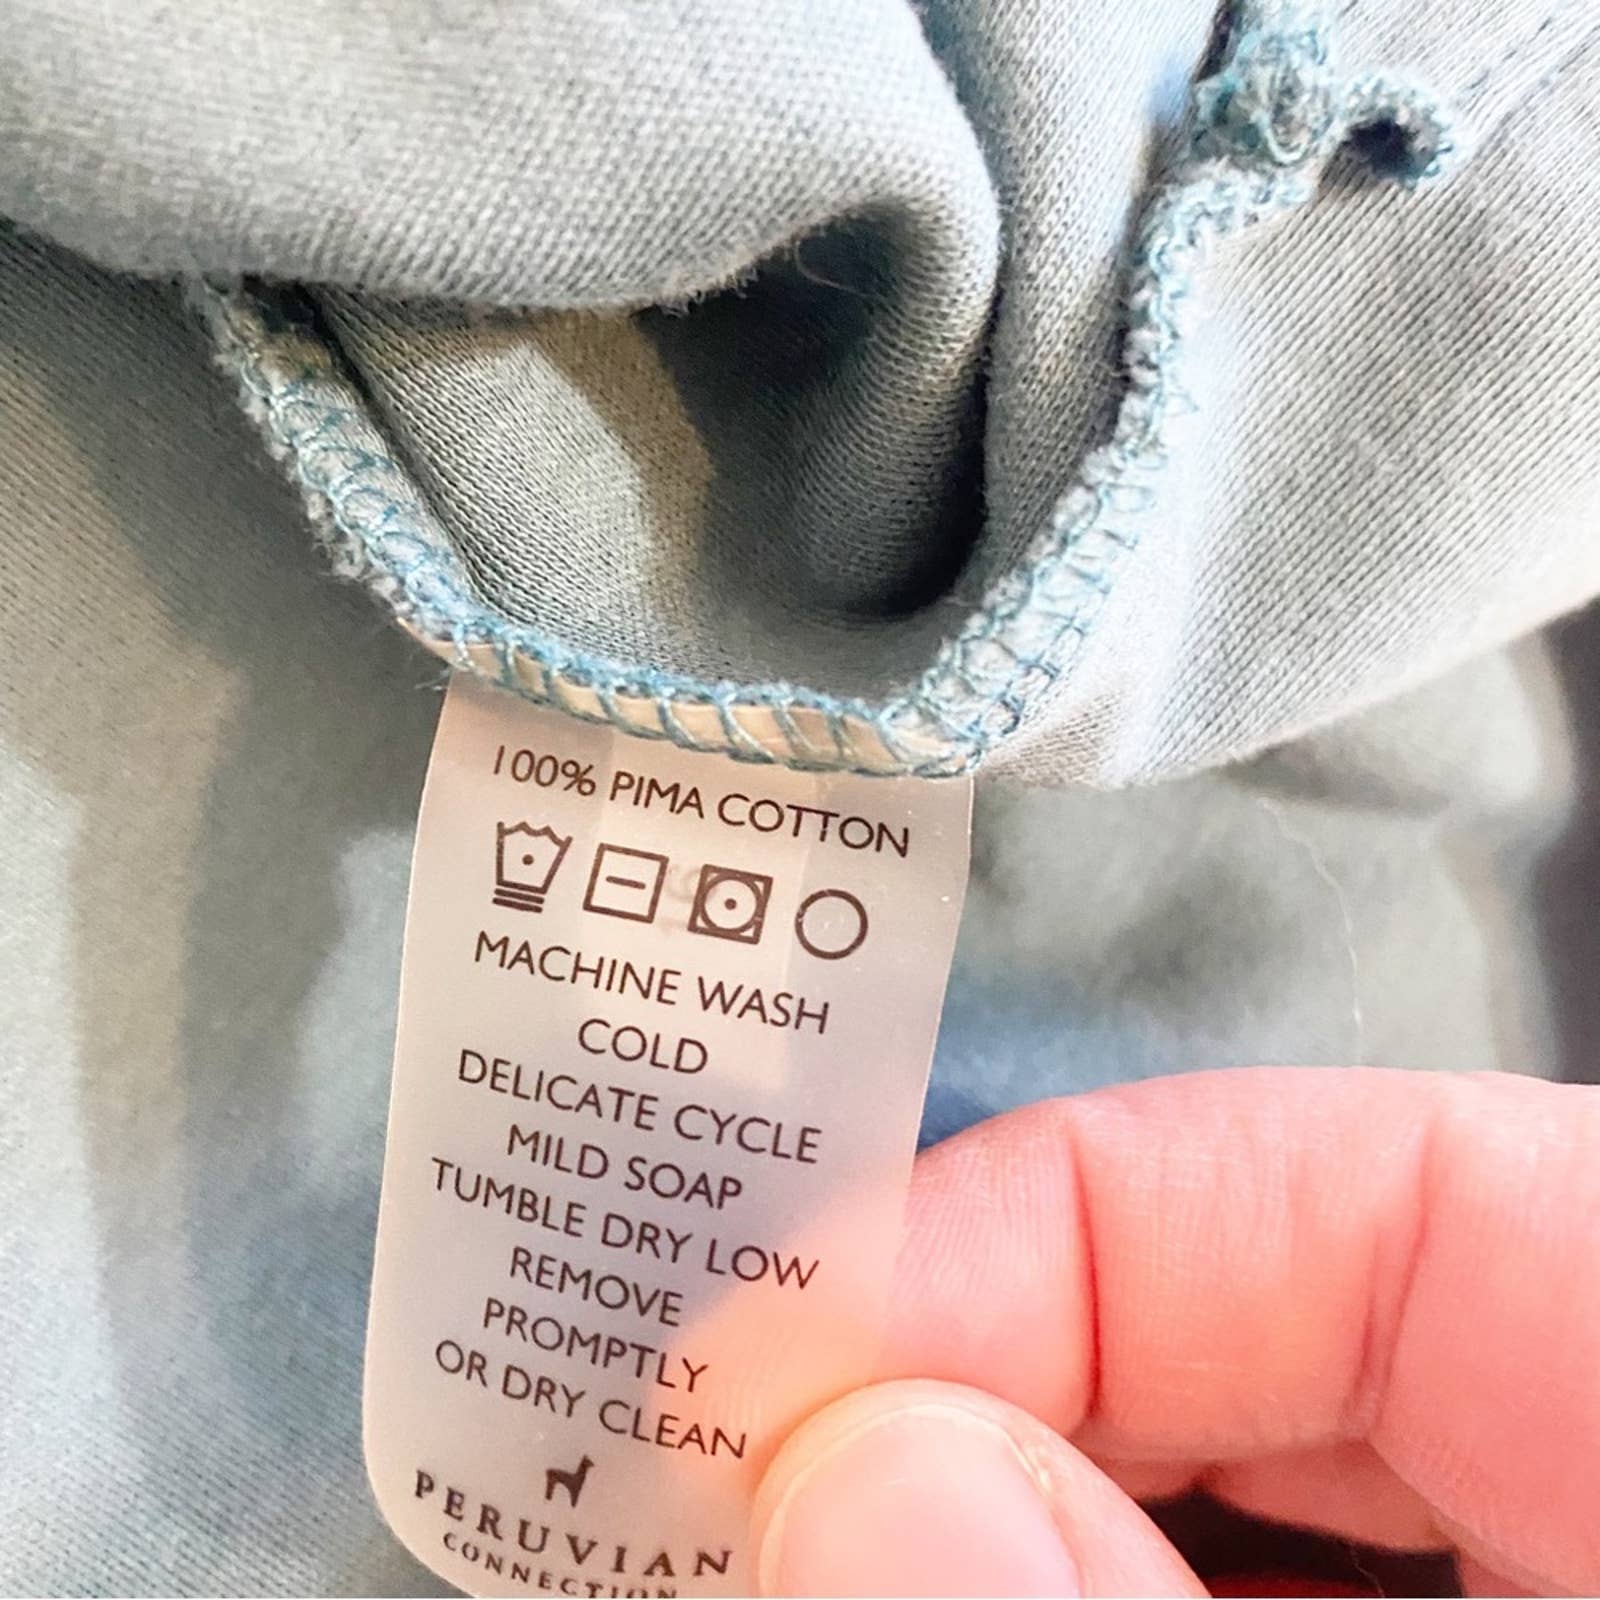 100% PIMA COTTON
MACHINE WASH
COLD
DELICATE CYCLE
MILD SOAP
TUMBLE DRY LOW
REMOVE
PROMPTLY
OR DRY CLEAN
PERUVIAN
CONNECTION